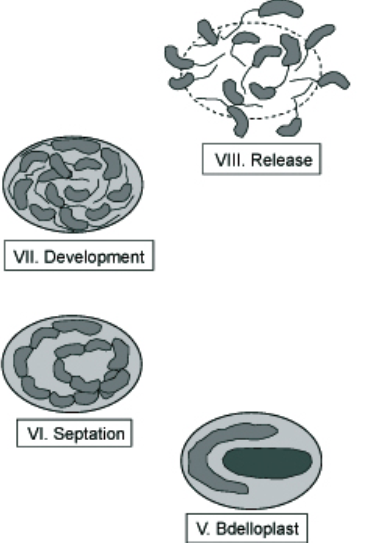 VIII. Release
VII. Development
VI. Septation
V. Bdelloplast